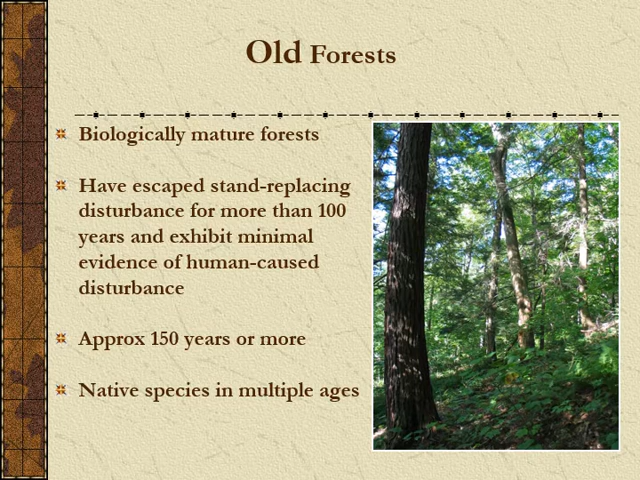 Old Forests
Biologically mature forests
Have escaped stand-replacing
disturbance for more than 100
years and exhibit minimal
evidence of human-caused
disturbance
Approx 150 years or more
Native species in multiple ages